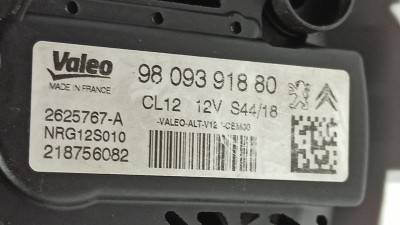 Valeo
MADE IN FRANCE
98 093 918 80
CL12 12V S44/18
2625767-A
NRG12S010
218756082